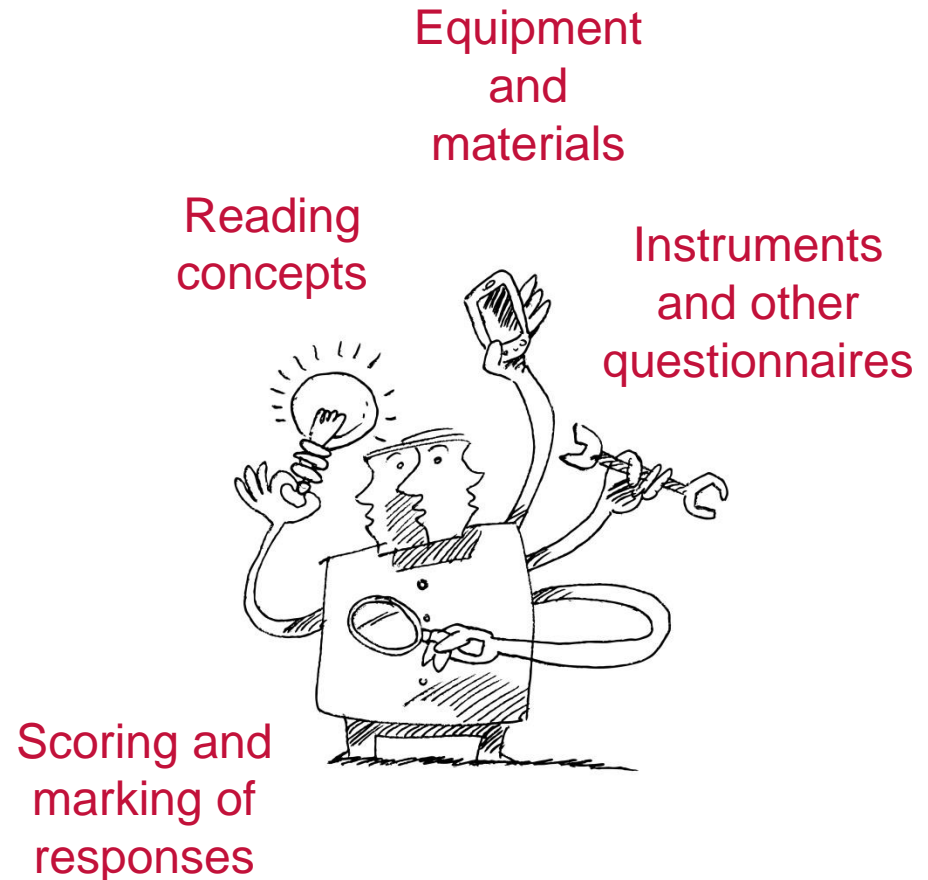 Equipment
and
materials
Reading
concepts
Instruments
and other
questionnaires
Scoring and
marking of
responses